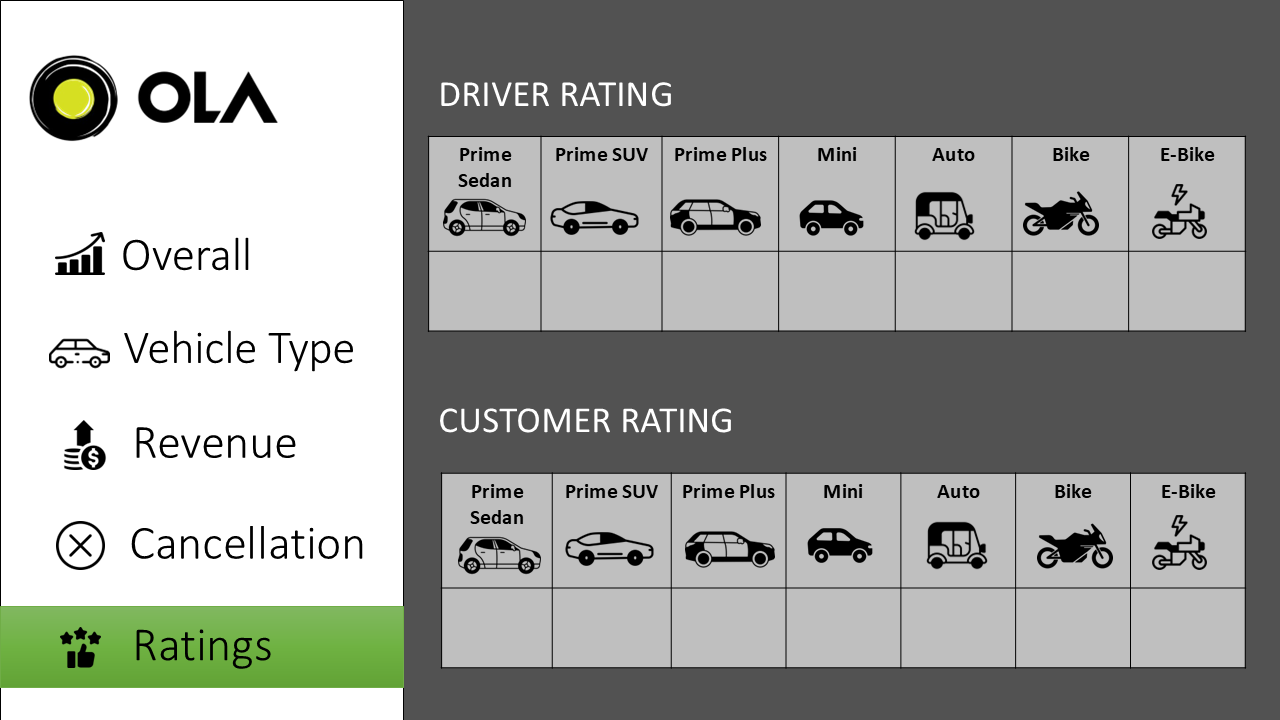 OLA
Overall
Vehicle Type
Revenue
Cancellation
Ratings
DRIVER RATING
Prime Sedan
Prime SUV
Prime Plus
Mini
Auto
Bike
E-Bike
CUSTOMER RATING
Prime Sedan
Prime SUV
Prime Plus
Mini
Auto
Bike
E-Bike